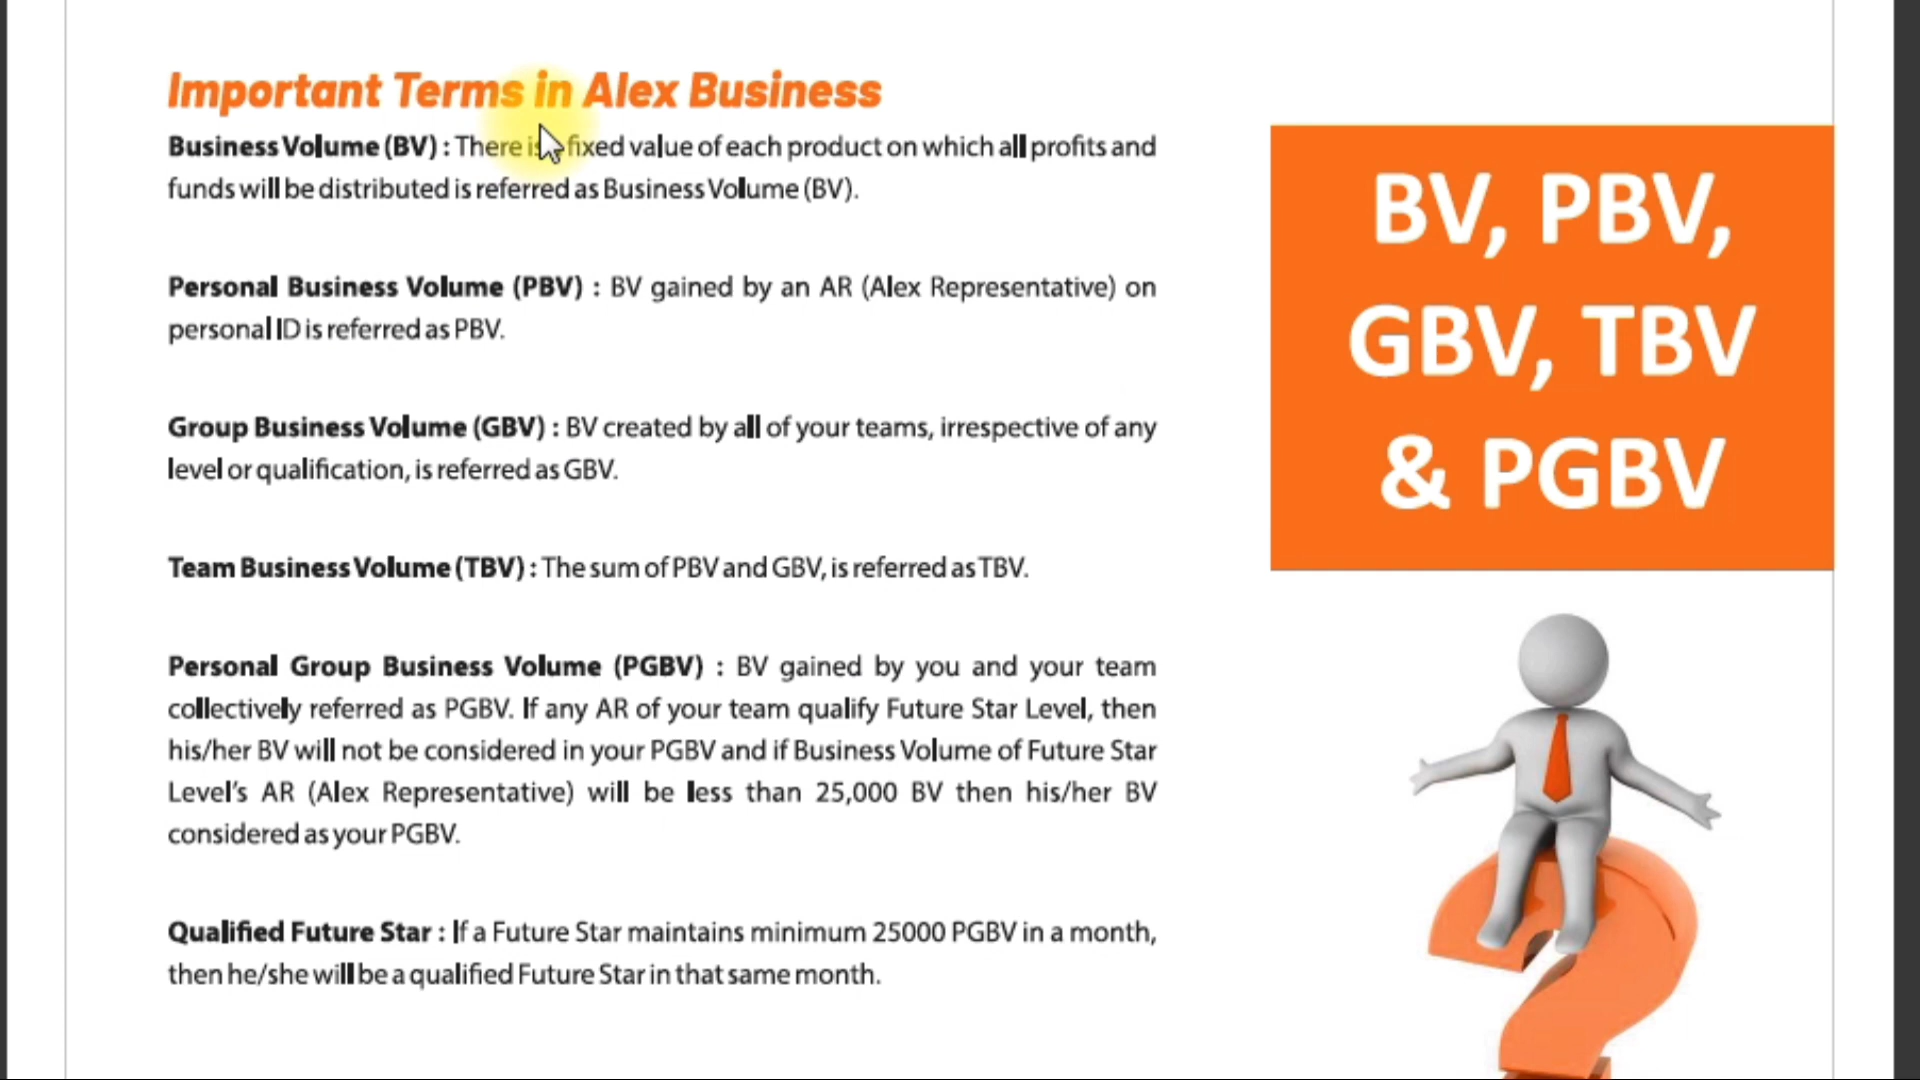 Important Terms in Alex Business
Business Volume (BV) : There is fixed value of each product on which all profits and
funds will be distributed is referred as Business Volume (BV).
Personal Business Volume (PBV) : BV gained by an AR (Alex Representative) on
personal ID is referred as PBV.
Group Business Volume (GBV) : BV created by all of your teams, irrespective of any
level or qualification, is referred as GBV.
Team Business Volume (TBV) : The sum of PBV and GBV, is referred as TBV.
Personal Group Business Volume (PGBV) : BV gained by you and your team
collectively referred as PGBV. If any AR of your team qualify Future Star Level, then
his/her BV will not be considered in your PGBV and if Business Volume of Future Star
Level's AR (Alex Representative) will be less than 25,000 BV then his/her BV
considered as your PGBV.
Qualified Future Star : If a Future Star maintains minimum 25000 PGBV in a month,
then he/she will be a qualified Future Star in that same month.
BV, PBV,
GBV, TBV
& PGBV